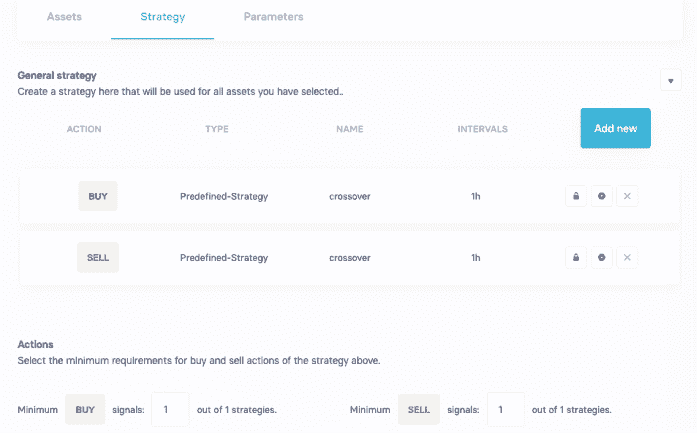 Assets Strategy Parameters
General strategy
Create a strategy here that will be used for all assets you have selected..
ACTION TYPE NAME INTERVALS Add new
BUY Predefined-Strategy crossover 1h
SELL Predefined-Strategy crossover 1h
Actions
Select the minimum requirements for buy and sell actions of the strategy above.
Minimum BUY signals: 1 out of 1 strategies. Minimum SELL signals: 1 out of 1 strategies.